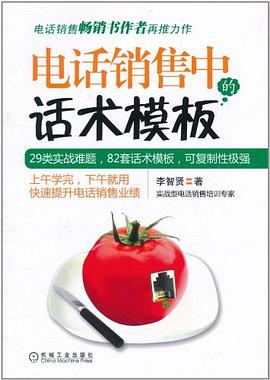 电话销售畅销书作者再推力作
电话销售中的
话术模板
29类实战难题，82套话术模板，可复制性极强
上午学完，下午就用
快速提升电话销售业绩
李智贤 著
实战型电话销售培训专家
机械工业出版社
China Machine Press